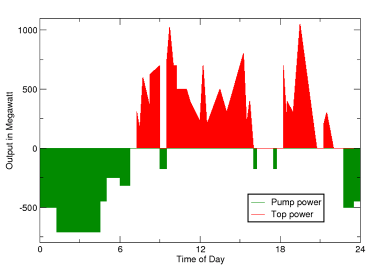 1000
500
0
-500
Output in Megawatt
Pump power
Top power
0 6 12 18 24
Time of Day